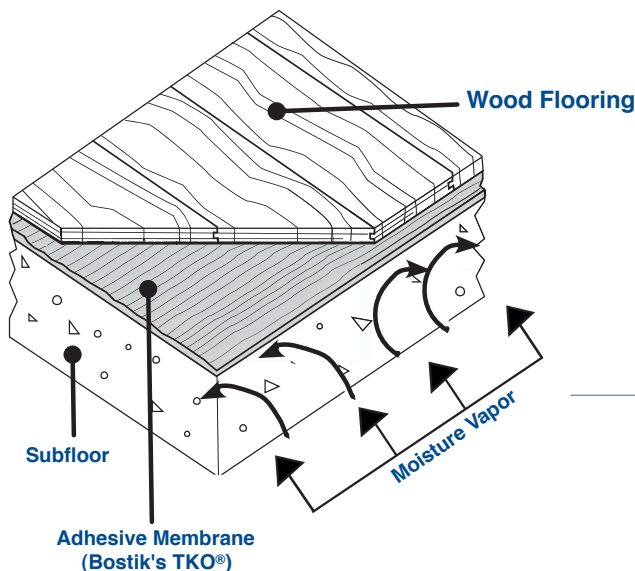 Wood Flooring
Moisture Vapor
Subfloor
Adhesive Membrane
(Bostik's TKO®)